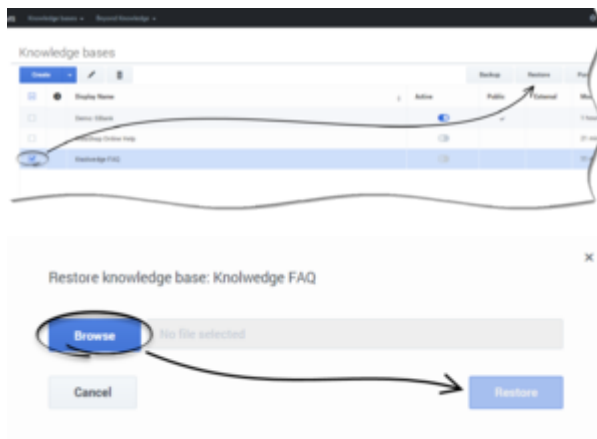 Knowledge bases Beyond Knowledge
Knowledge bases
Create Backup Restore
Display Name Active Public External
Demo GBank
Online Help
Knolwedge FAQ
Restore knowledge base: Knolwedge FAQ
Browse No file selected
Cancel Restore